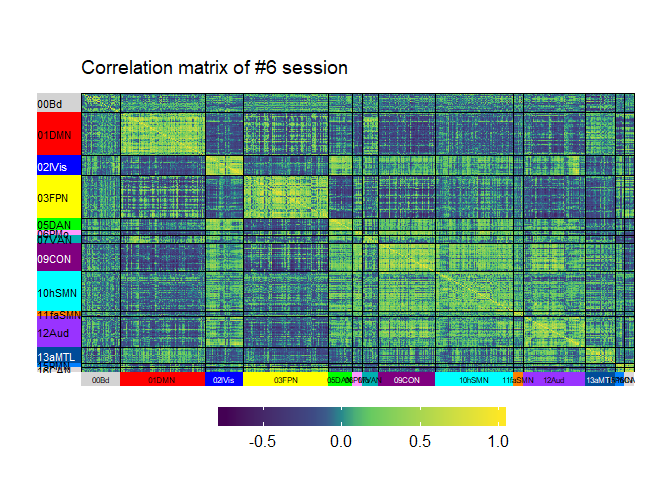 Correlation matrix of #6 session
00Bd
01DMN
02lVis
03FPN
05DAN
09CON
10hSMN
11faSMN
12Aud
13aMTL
00Bd 01DMN 02lVis 03FPN 09CON 10hSMN 11faSMN 12Aud 13aMTL
-0.5 0.0 0.5 1.0